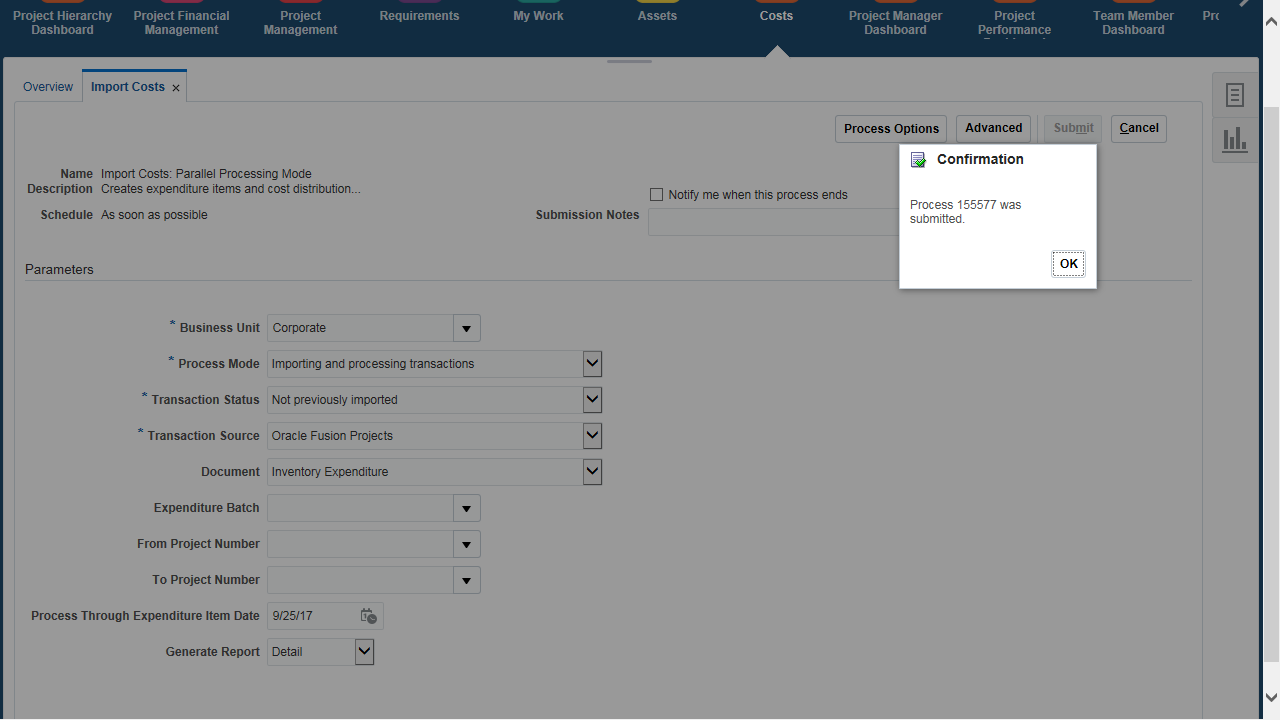 Project Hierarchy Dashboard
Project Financial Management
Project Management
Requirements
My Work
Assets
Costs
Project Manager Dashboard
Project Performance
Team Member Dashboard
Overview
Import Costs
Process Options
Advanced
Submit
Cancel
Name Import Costs: Parallel Processing Mode
Description Creates expenditure items and cost distribution...
Notify me when this process ends
Schedule As soon as possible
Submission Notes
Confirmation
Process 155577 was
submitted.
OK
Parameters
* Business Unit Corporate
* Process Mode Importing and processing transactions
* Transaction Status Not previously imported
* Transaction Source Oracle Fusion Projects
Document Inventory Expenditure
Expenditure Batch
From Project Number
To Project Number
Process Through Expenditure Item Date 9/25/17
Generate Report Detail